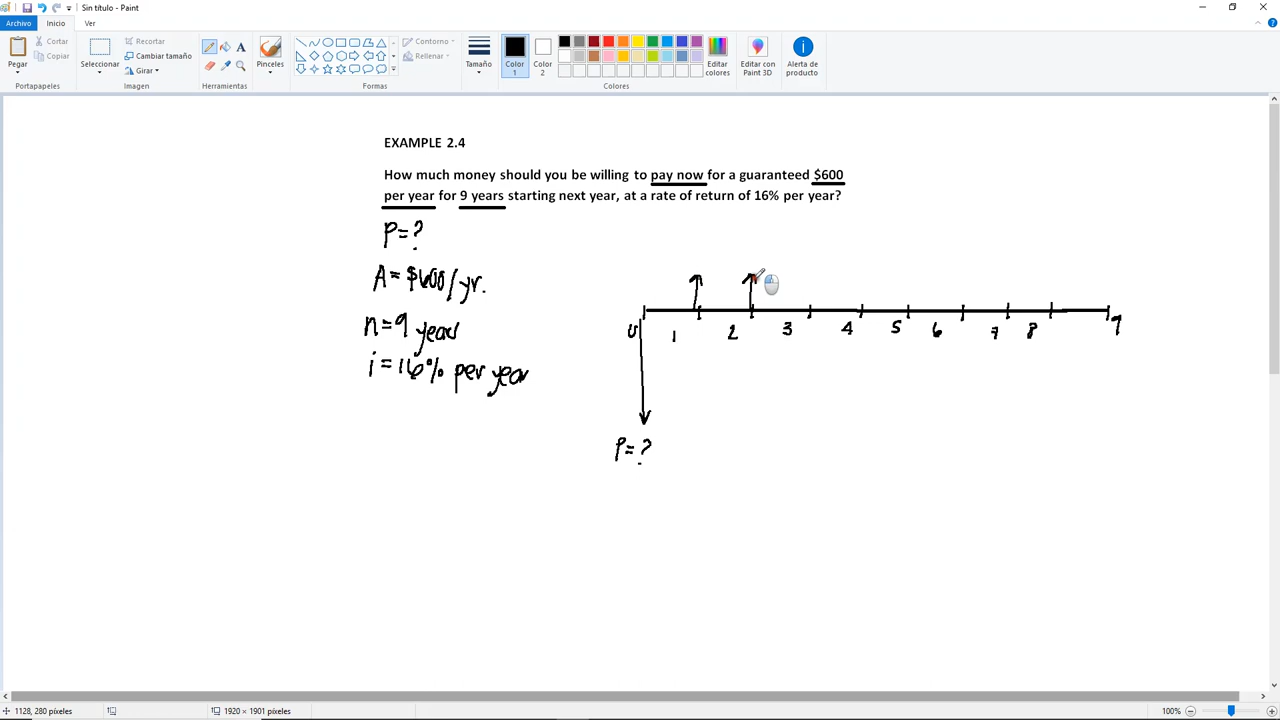 Sin título - Paint
Archivo Inicio Ver
Pegar
Cortar
Copiar
Portapapeles
Seleccionar
Recortar
Cambiar tamaño
Girar
Imagen
A
Herramientas
Pinceles
Contorno
Rellenar
Formas
Tamaño
Color 1
Color 2
Editar colores
Colores
Editar con Paint 3D
Alerta de producto
EXAMPLE 2.4
How much money should you be willing to pay now for a guaranteed $600
per year for 9 years starting next year, at a rate of return of 16% per year?
P=?
A=$600/yr.
n=9 years
i=16% per year
0 1 2 3 4 5 6 7 8 9
P=?
1128, 280 píxeles 1920 × 1901 píxeles 100%